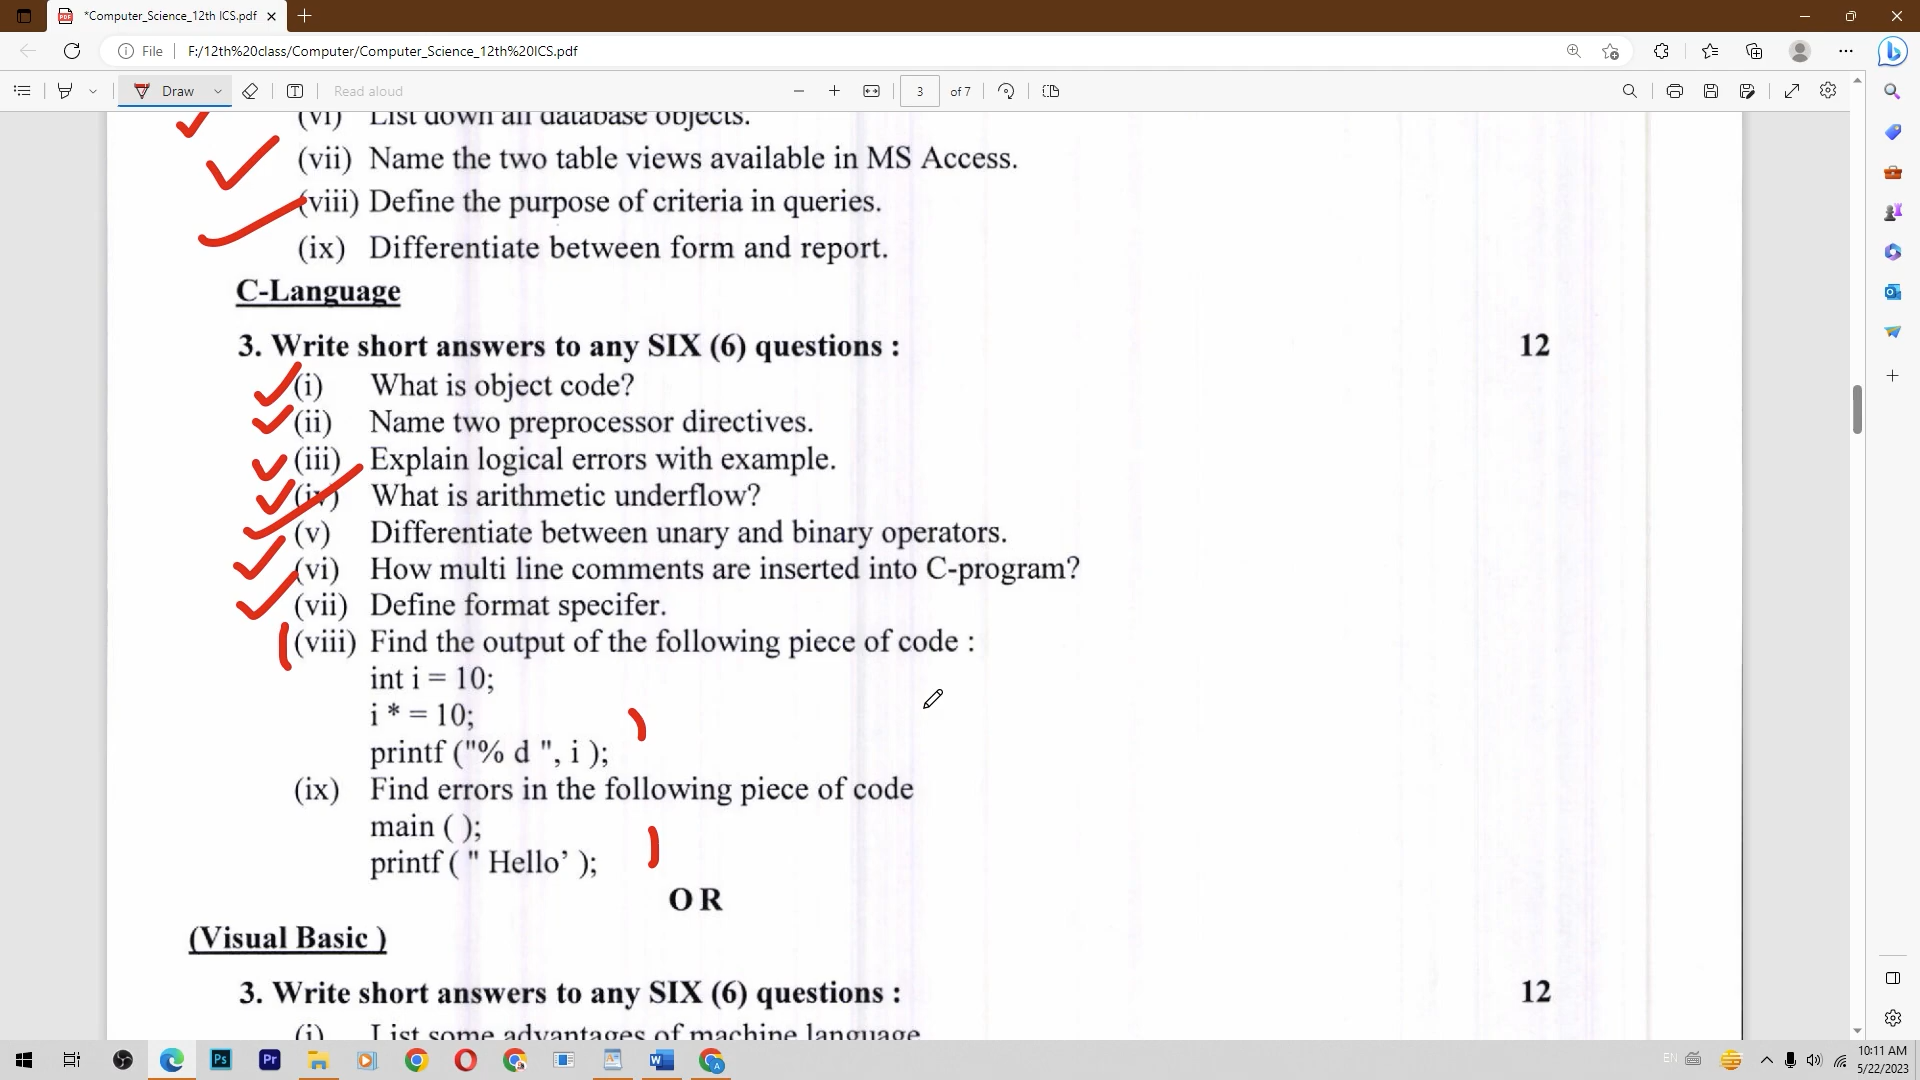 *Computer_Science_12th ICS.pdf
File
F:/12th%20class/Computer/Computer_Science_12th%20ICS.pdf
Draw
Read aloud
3 of 7
(vi) List down all database objects.
(vii) Name the two table views available in MS Access.
(viii) Define the purpose of criteria in queries.
(ix) Differentiate between form and report.
C-Language
3. Write short answers to any SIX (6) questions : 12
(i) What is object code?
(ii) Name two preprocessor directives.
(iii) Explain logical errors with example.
(iv) What is arithmetic underflow?
(v) Differentiate between unary and binary operators.
(vi) How multi line comments are inserted into C-program?
(vii) Define format specifer.
(viii) Find the output of the following piece of code :
int i = 10;
i * = 10;
printf ("% d ", i );
(ix) Find errors in the following piece of code
main ( );
printf ( " Hello’ );
O R
(Visual Basic )
3. Write short answers to any SIX (6) questions : 12
(i) List some advantages of machine language
EN
10:11 AM
5/22/2023